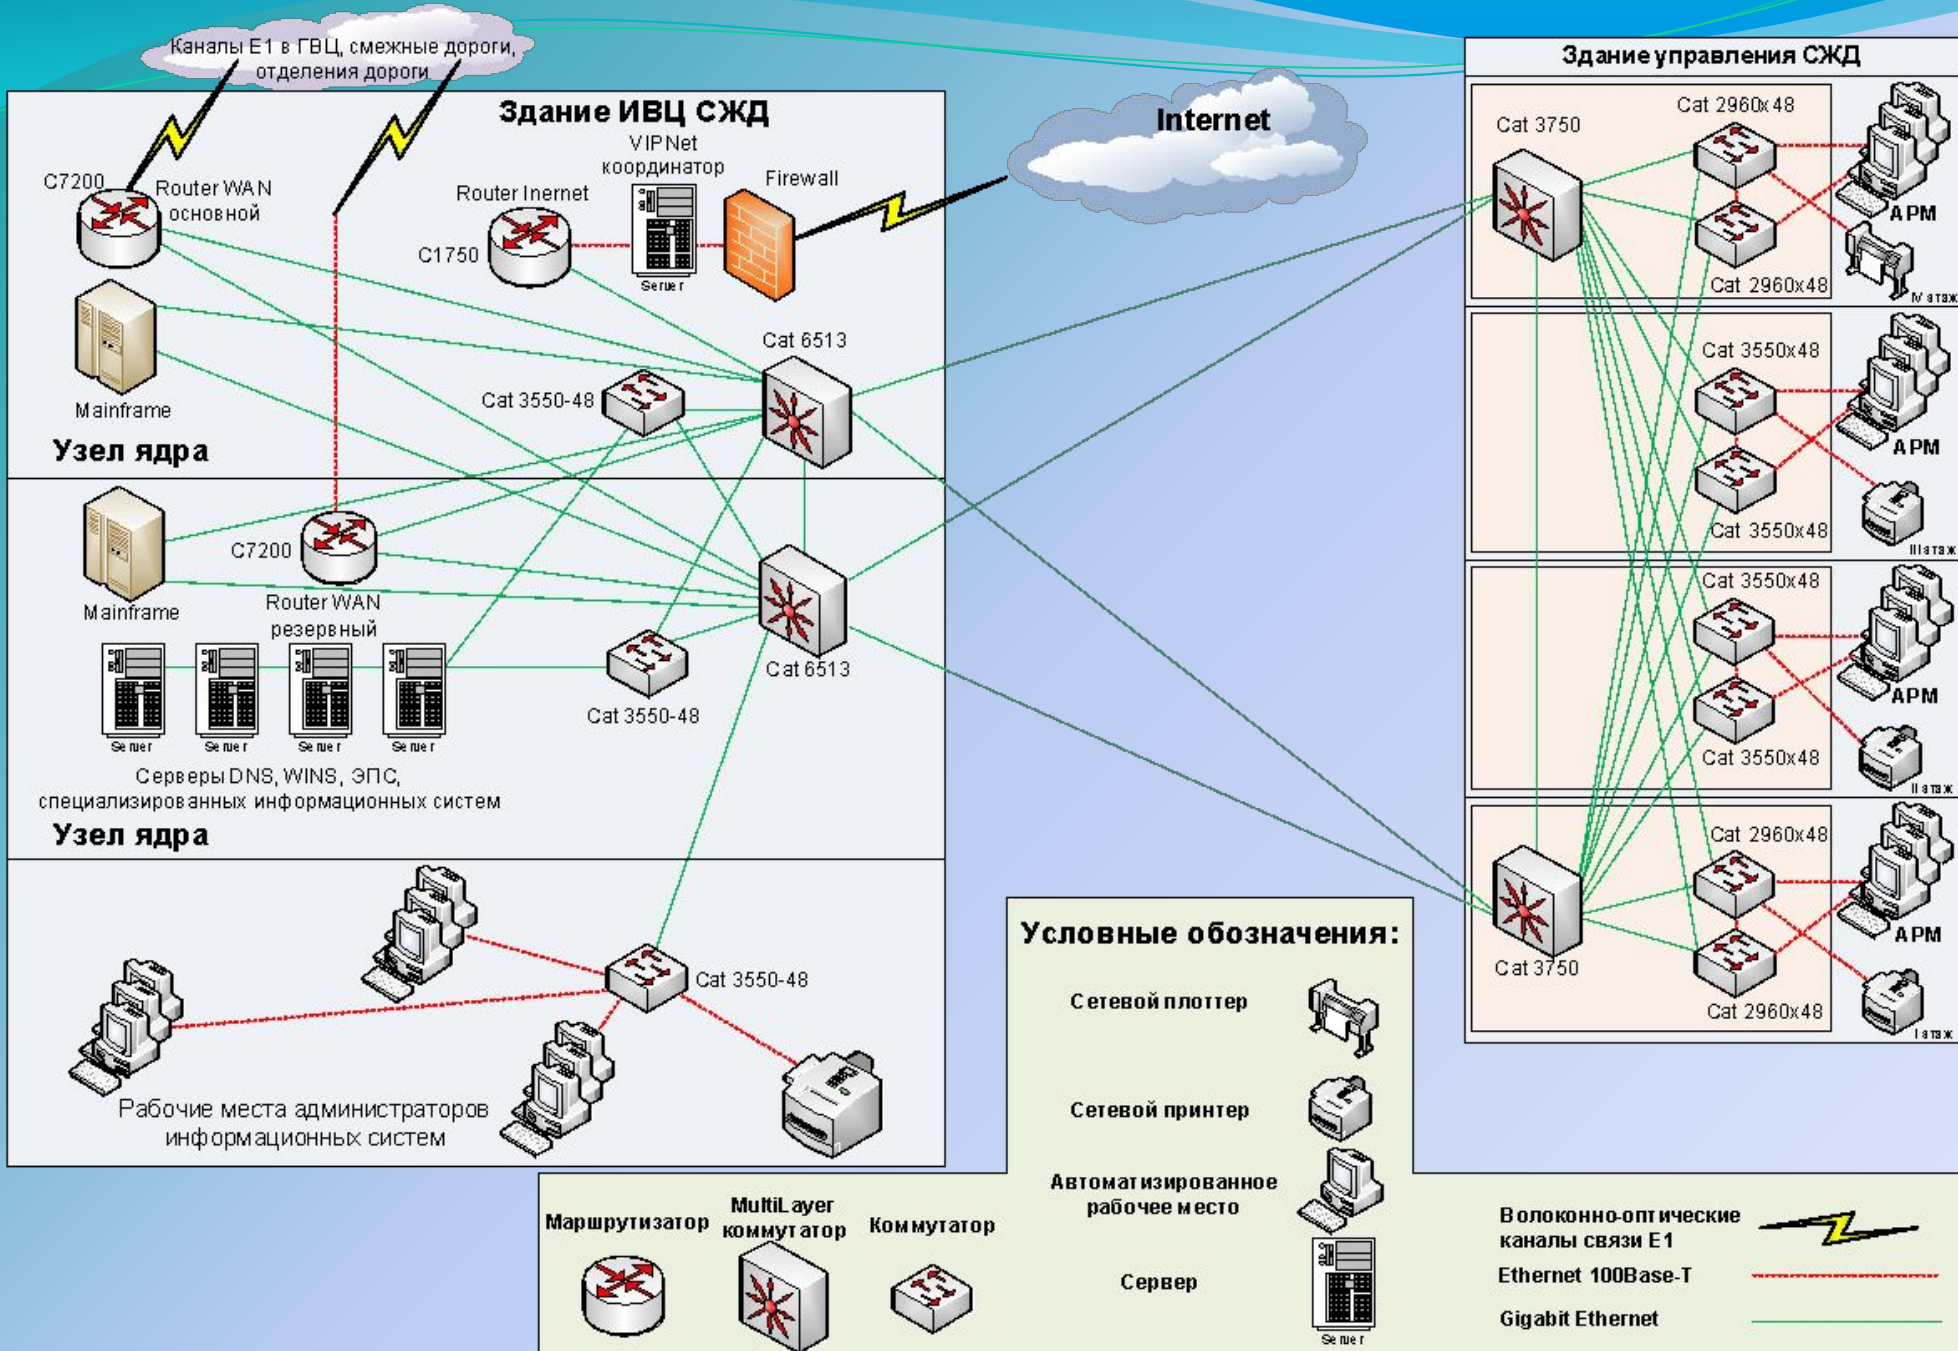 Каналы E1 в ГВЦ, смежные дороги,
отделения дороги
Здание ИВЦ СЖД
VIPNet
координатор
C7200
Router WAN
основной
Router Inernet
C1750
Server
Firewall
Internet
Mainframe
Cat 6513
Cat 3550-48
Узел ядра
Mainframe
C7200
Router WAN
резервный
Cat 6513
Cat 3550-48
Server
Server
Server
Server
Серверы DNS, WINS, ЭПС,
специализированных информационных систем
Узел ядра
Cat 3550-48
Рабочие места администраторов
информационных систем
Здание управления СЖД
Cat 3750
Cat 2960x48
АРМ
Cat 2960x48
IV этаж
Cat 3550x48
АРМ
Cat 3550x48
III этаж
Cat 3550x48
АРМ
Cat 3550x48
II этаж
Cat 2960x48
АРМ
Cat 3750
Cat 2960x48
I этаж
Условные обозначения:
Сетевой плоттер
Сетевой принтер
Автоматизированное
рабочее место
Сервер
Server
Маршрутизатор
MultiLayer
коммутатор
Коммутатор
Волоконно-оптические
каналы связи E1
Ethernet 100Base-T
Gigabit Ethernet